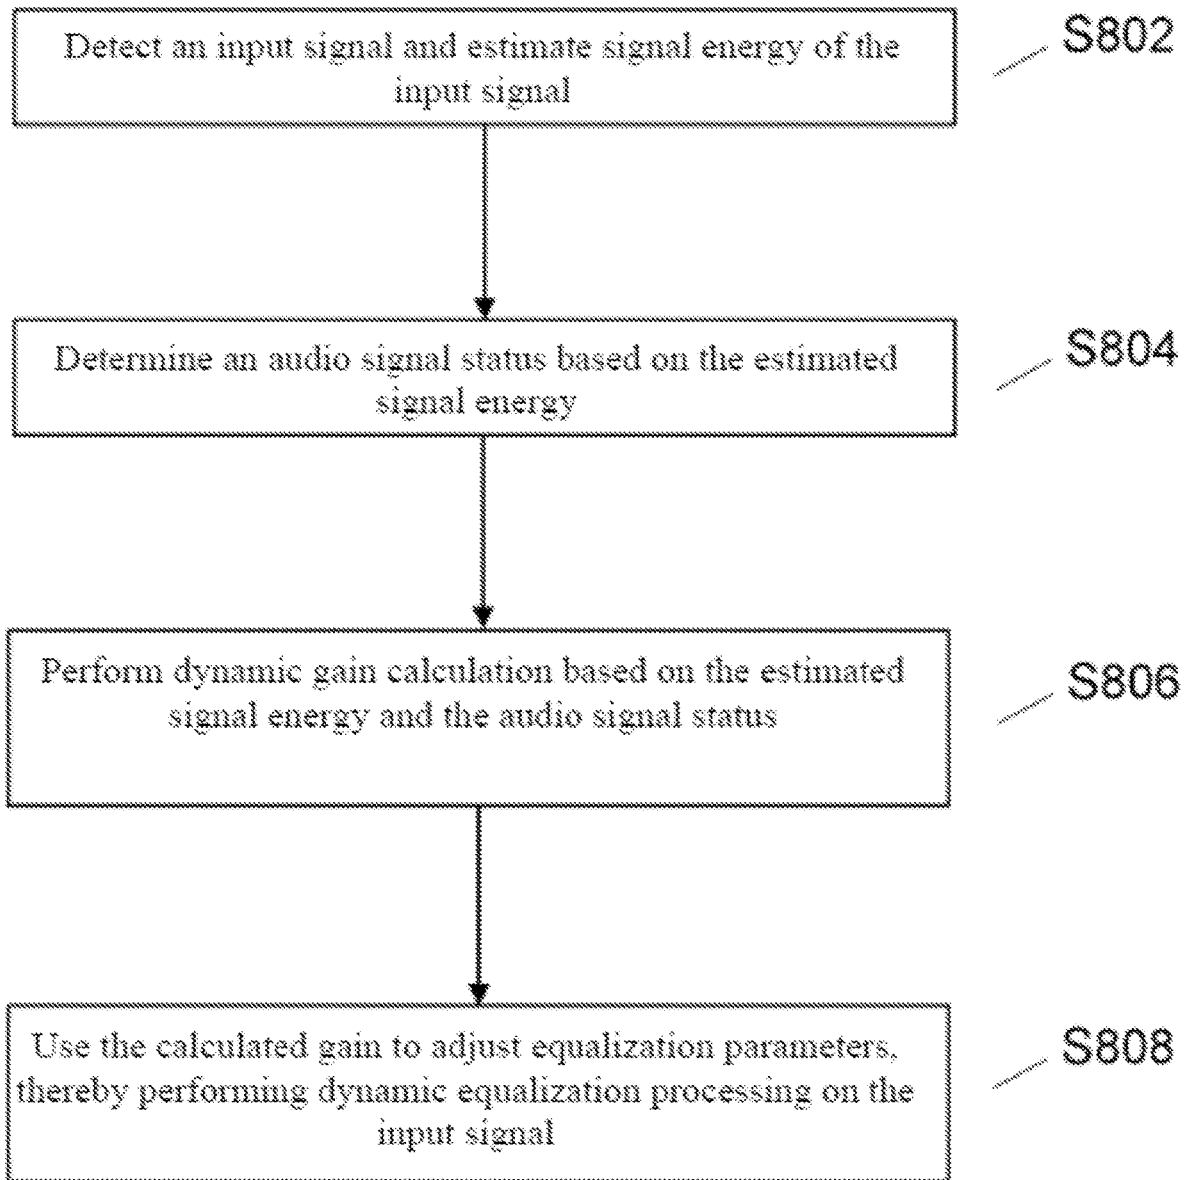 Detect an input signal and estimate signal energy of the
input signal
S802
Determine an audio signal status based on the estimated
signal energy
S804
Perform dynamic gain calculation based on the estimated
signal energy and the audio signal status
S806
Use the calculated gain to adjust equalization parameters,
thereby performing dynamic equalization processing on the
input signal
S808